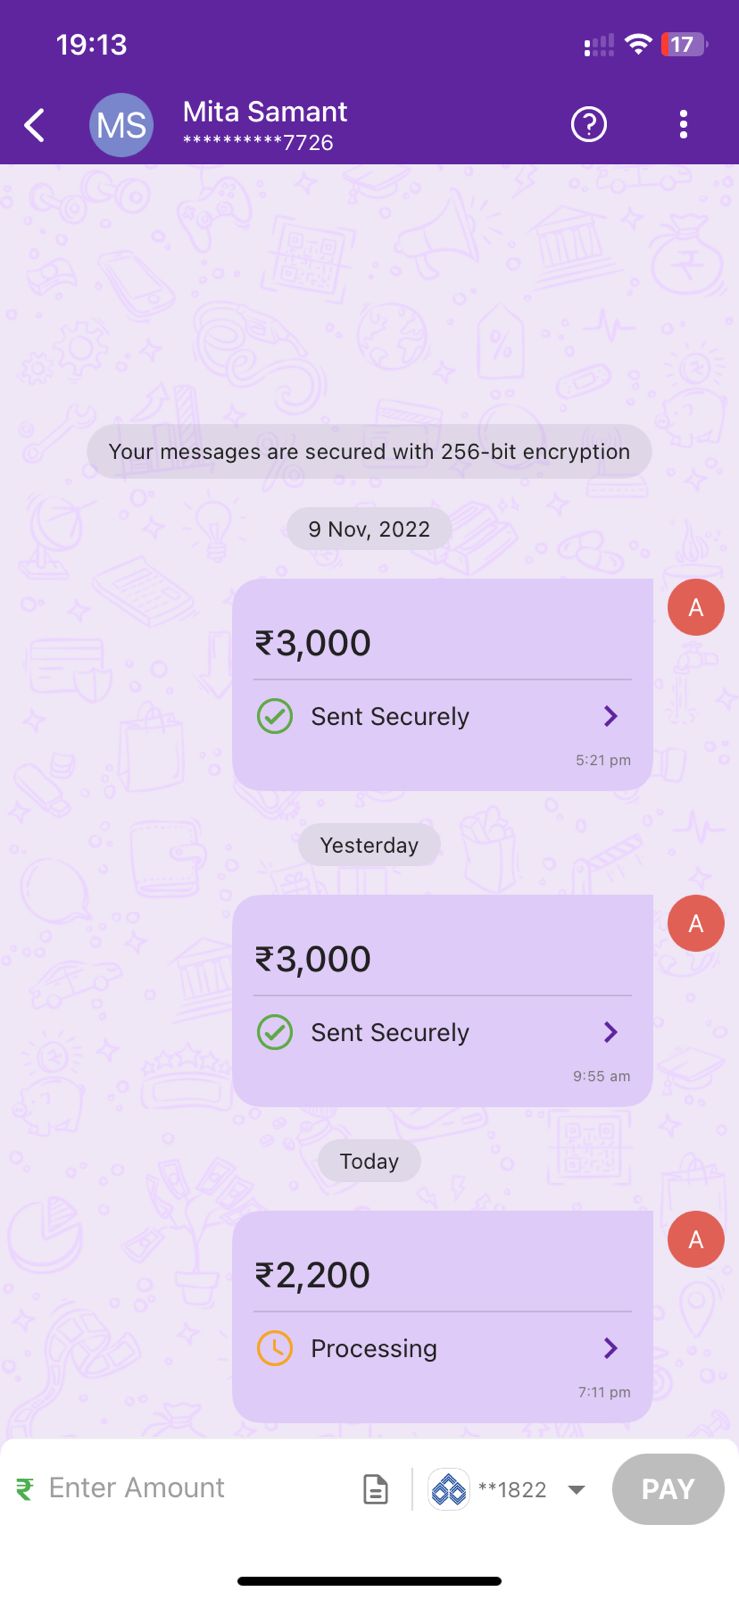 19:13
17
MS
Mita Samant
**********7726
Your messages are secured with 256-bit encryption
9 Nov, 2022
A
₹3,000
Sent Securely
5:21 pm
Yesterday
A
₹3,000
Sent Securely
9:55 am
Today
A
₹2,200
Processing
7:11 pm
₹ Enter Amount
**1822
PAY